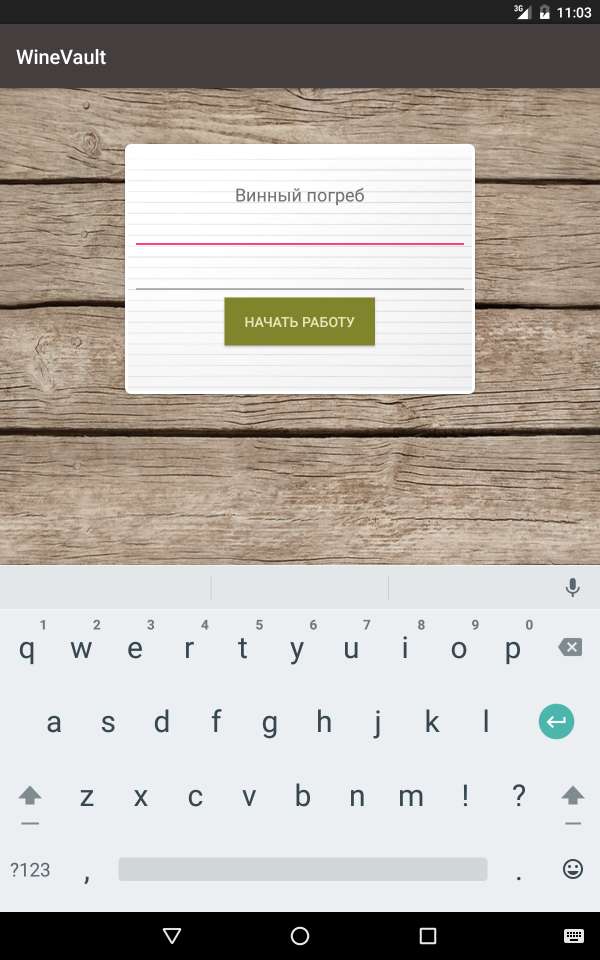 3G 11:03
WineVault
Винный погреб
НАЧАТЬ РАБОТУ
1 2 3 4 5 6 7 8 9 0
q w e r t y u i o p
a s d f g h j k l
z x c v b n m ! ?
?123 , .